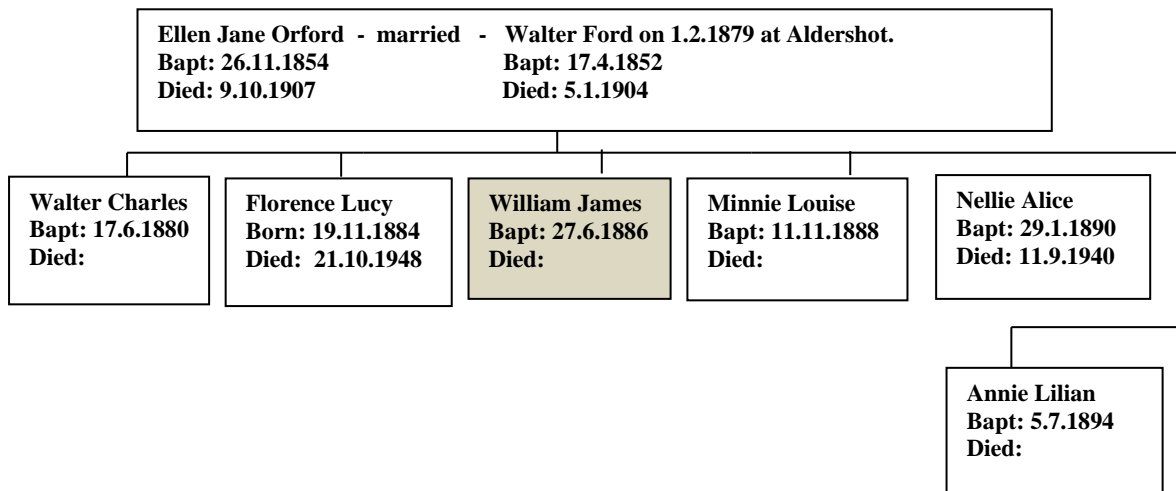 Ellen Jane Orford - married - Walter Ford on 1.2.1879 at Aldershot.
Bapt: 26.11.1854 Bapt: 17.4.1852
Died: 9.10.1907 Died: 5.1.1904
Walter Charles
Bapt: 17.6.1880
Died:
Florence Lucy
Born: 19.11.1884
Died: 21.10.1948
William James
Bapt: 27.6.1886
Died:
Minnie Louise
Bapt: 11.11.1888
Died:
Nellie Alice
Bapt: 29.1.1890
Died: 11.9.1940
Annie Lilian
Bapt: 5.7.1894
Died: